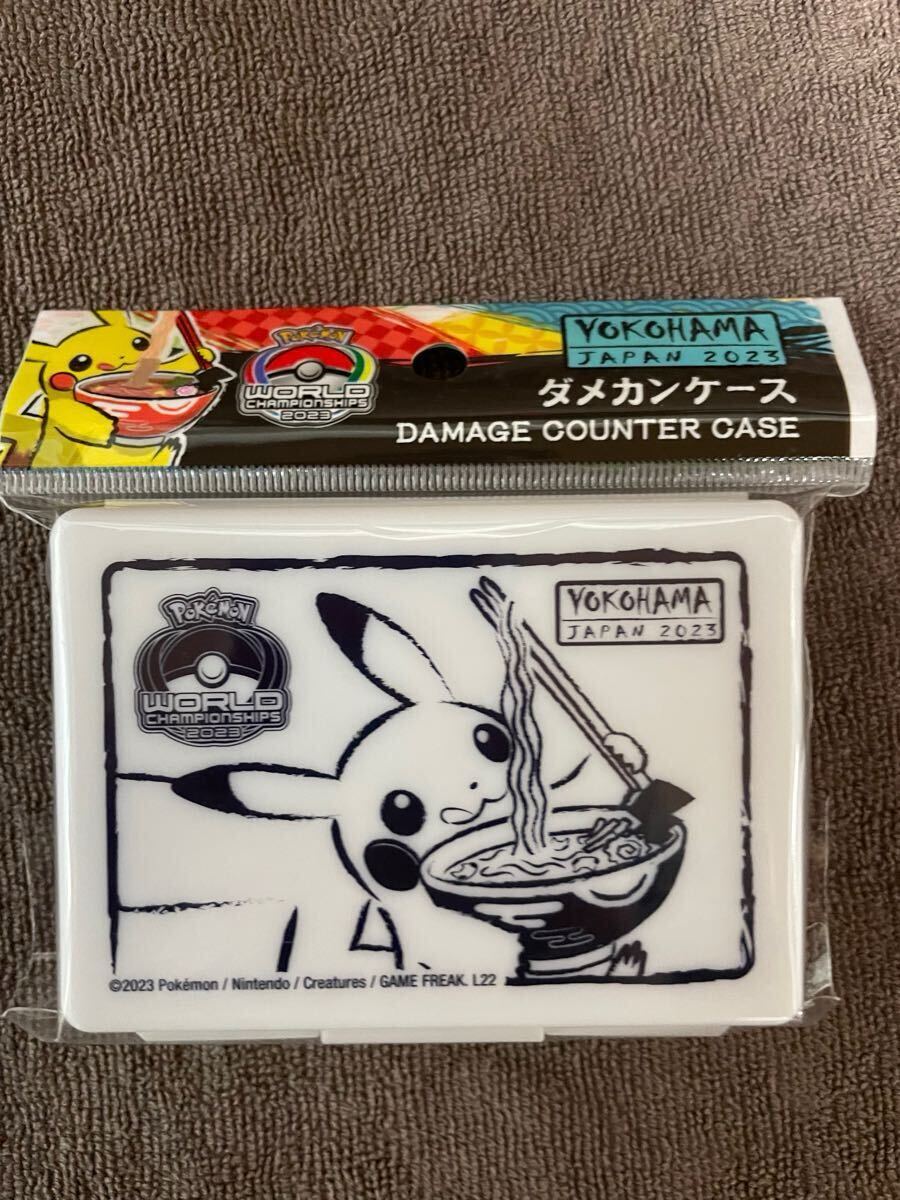 Pokémon
WORLD
CHAMPIONSHIPS
2023
YOKOHAMA
JAPAN 2023
ダメカンケース
DAMAGE COUNTER CASE
Pokémon
WORLD
CHAMPIONSHIPS
2023
YOKOHAMA
JAPAN 2023
©2023 Pokémon / Nintendo / Creatures / GAME FREAK. L22